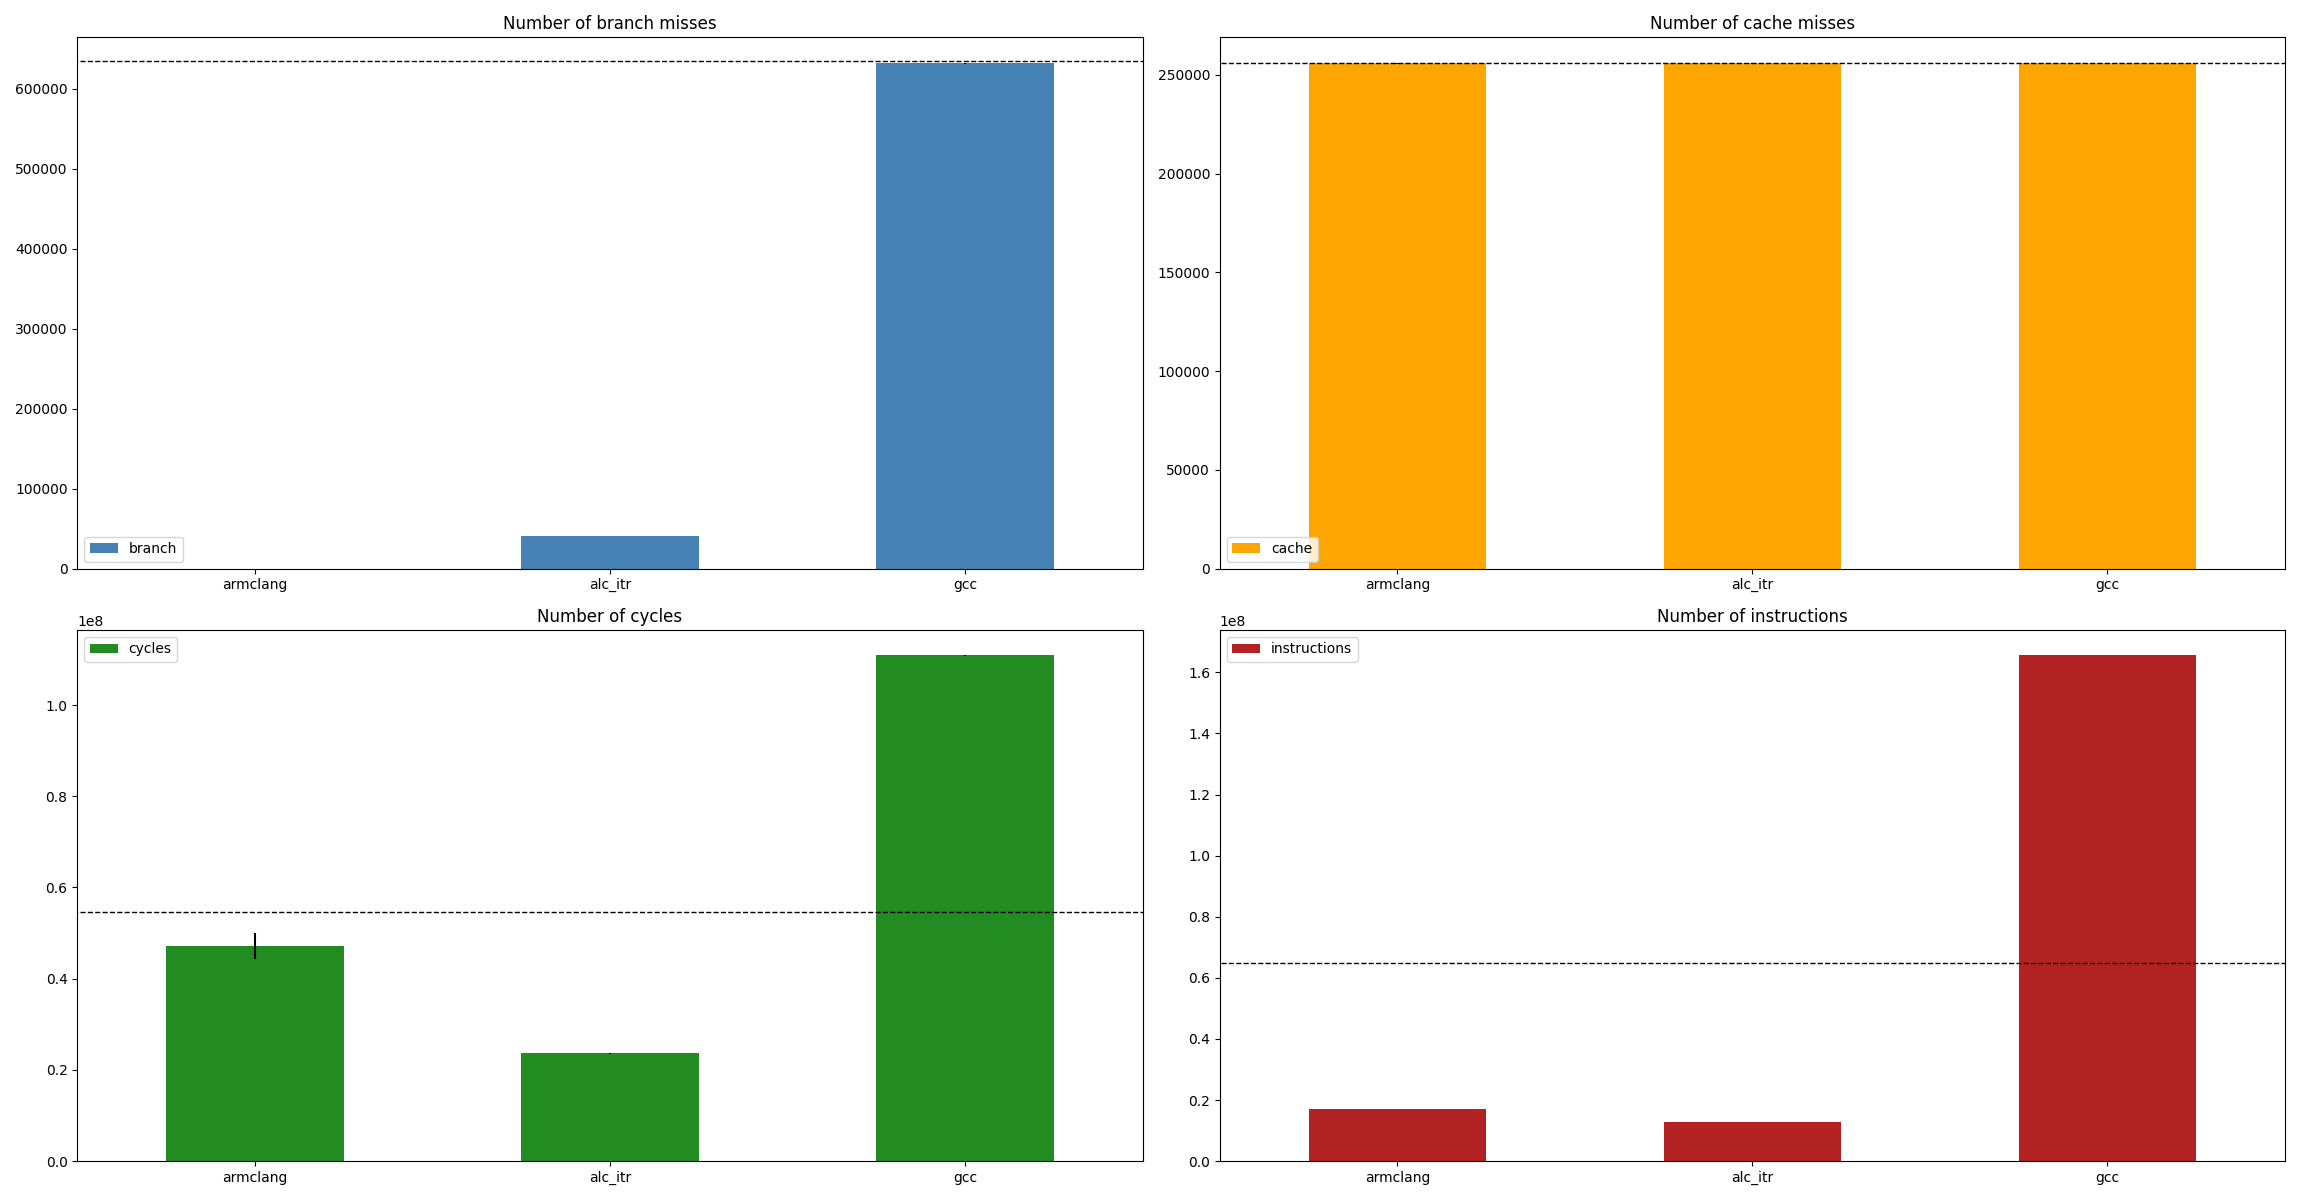 Number of branch misses
600000
500000
400000
300000
200000
100000
0
branch
armclang alc_itr gcc
Number of cache misses
250000
200000
150000
100000
50000
0
cache
armclang alc_itr gcc
Number of cycles
1e8
cycles
1.0
0.8
0.6
0.4
0.2
0.0
armclang alc_itr gcc
Number of instructions
1e8
instructions
1.6
1.4
1.2
1.0
0.8
0.6
0.4
0.2
0.0
armclang alc_itr gcc